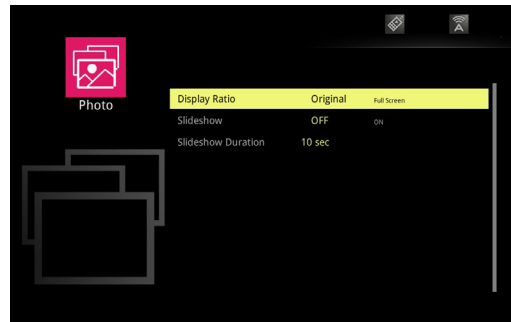 Photo
Display Ratio Original Full Screen
Slideshow OFF ON
Slideshow Duration 10 sec
A